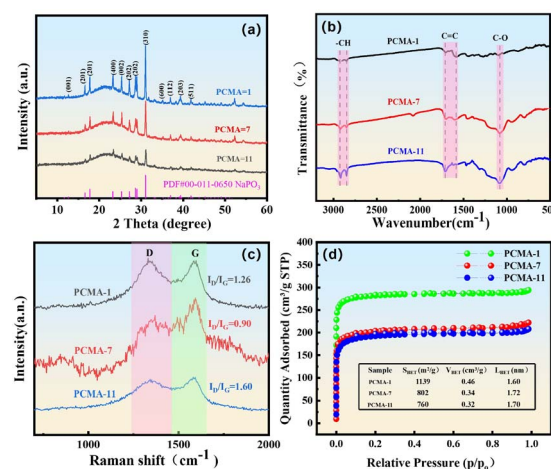 (a)
(310)
(001)
(201)
(201)
(400)
(002)
(202)
(202)
(600)
(112)
(203)
(811)
PCMA=1
PCMA=7
PCMA=11
PDF#00-011-0650 NaPO3
Intensity (a.u.)
10 20 30 40 50 60
2 Theta (degree)
(b)
-CH
C=C
C-O
PCMA-1
PCMA-7
PCMA-11
Transmittance (%)
3000 2500 2000 1500 1000 500
Wavenumber(cm-1)
(c)
D
G
ID/IG=1.26
PCMA-1
ID/IG=0.90
PCMA-7
ID/IG=1.60
PCMA-11
Intensity(a.u.)
1000 1500 2000
Raman shift (cm-1)
(d)
PCMA-1
PCMA-7
PCMA-11
Quantity Adsorbed (cm3/g STP)
400
350
300
250
200
150
100
50
0
Sample SBET (m2/g) VBET (cm3/g) (nm)
PCMA-1 1139 0.46 1.60
PCMA-7 802 0.34 1.72
PCMA-11 760 0.32 1.70
0.0 0.2 0.4 0.6 0.8 1.0
Relative Pressure (p/p0)